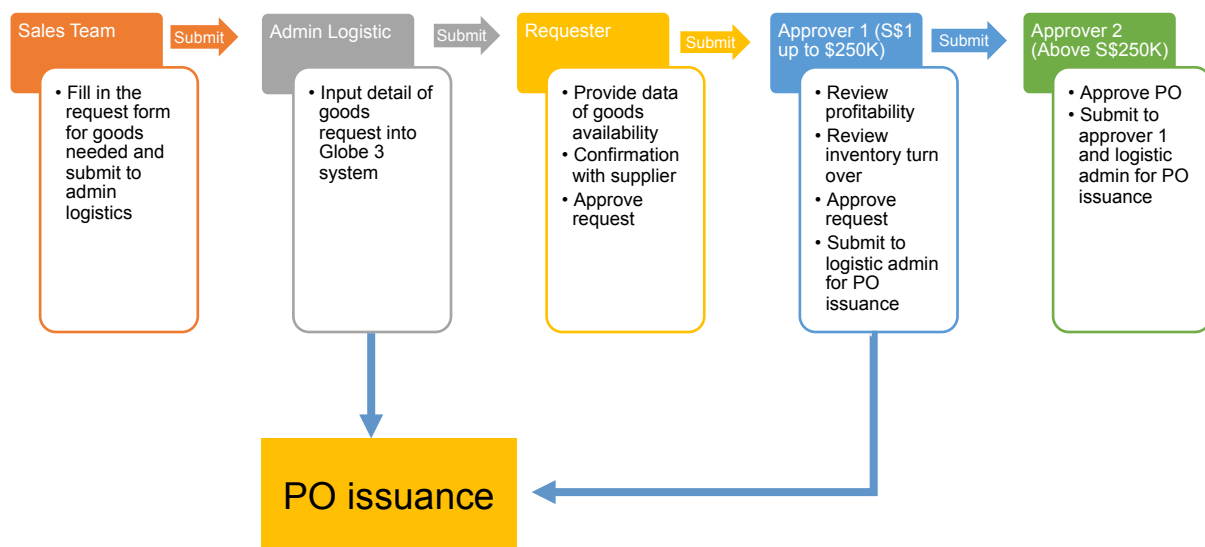 Sales Team
Submit
Admin Logistic
Submit
Requester
Submit
Approver 1 (S$1
up to $250K)
Submit
Approver 2
(Above S$250K)
• Fill in the
request form
for goods
needed and
submit to
admin
logistics
• Input detail of
goods
request into
Globe 3
system
• Provide data
of goods
availability
• Confirmation
with supplier
• Approve
request
• Review
profitability
• Review
inventory turn
over
• Approve
request
• Submit to
logistic admin
for PO
issuance
• Approve PO
• Submit to
approver 1
and logistic
admin for PO
issuance
PO issuance